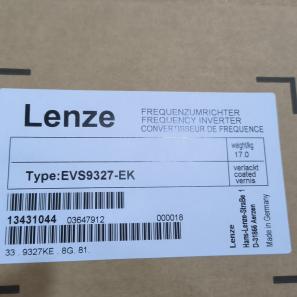 Lenze
FREQUENZUMRICHTER
FREQUENCY INVERTER
CONVERTISSEUR DE FREQUENCE
weight/kg
17.0
Type:EVS9327-EK
verlackt
coated
vernis
13431044 03647912 000018
33 . 9327KE . 8G. 81.
Lenze
Hans-Lenze-Straße 1
D-31855 Aerzen
Made in Germany